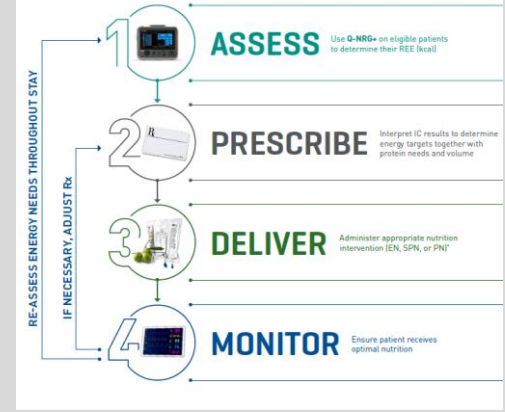 1
ASSESS
Use Q-NRG+ on eligible patients
to determine their REE (kcal)
2
PRESCRIBE
Interpret IC results to determine
energy targets together with
protein needs and volume
3
DELIVER
Administer appropriate nutrition
intervention (EN, SPN, or PN)*
4
MONITOR
Ensure patient receives
optimal nutrition
RE-ASSESS ENERGY NEEDS THROUGHOUT STAY
IF NECESSARY, ADJUST Rx